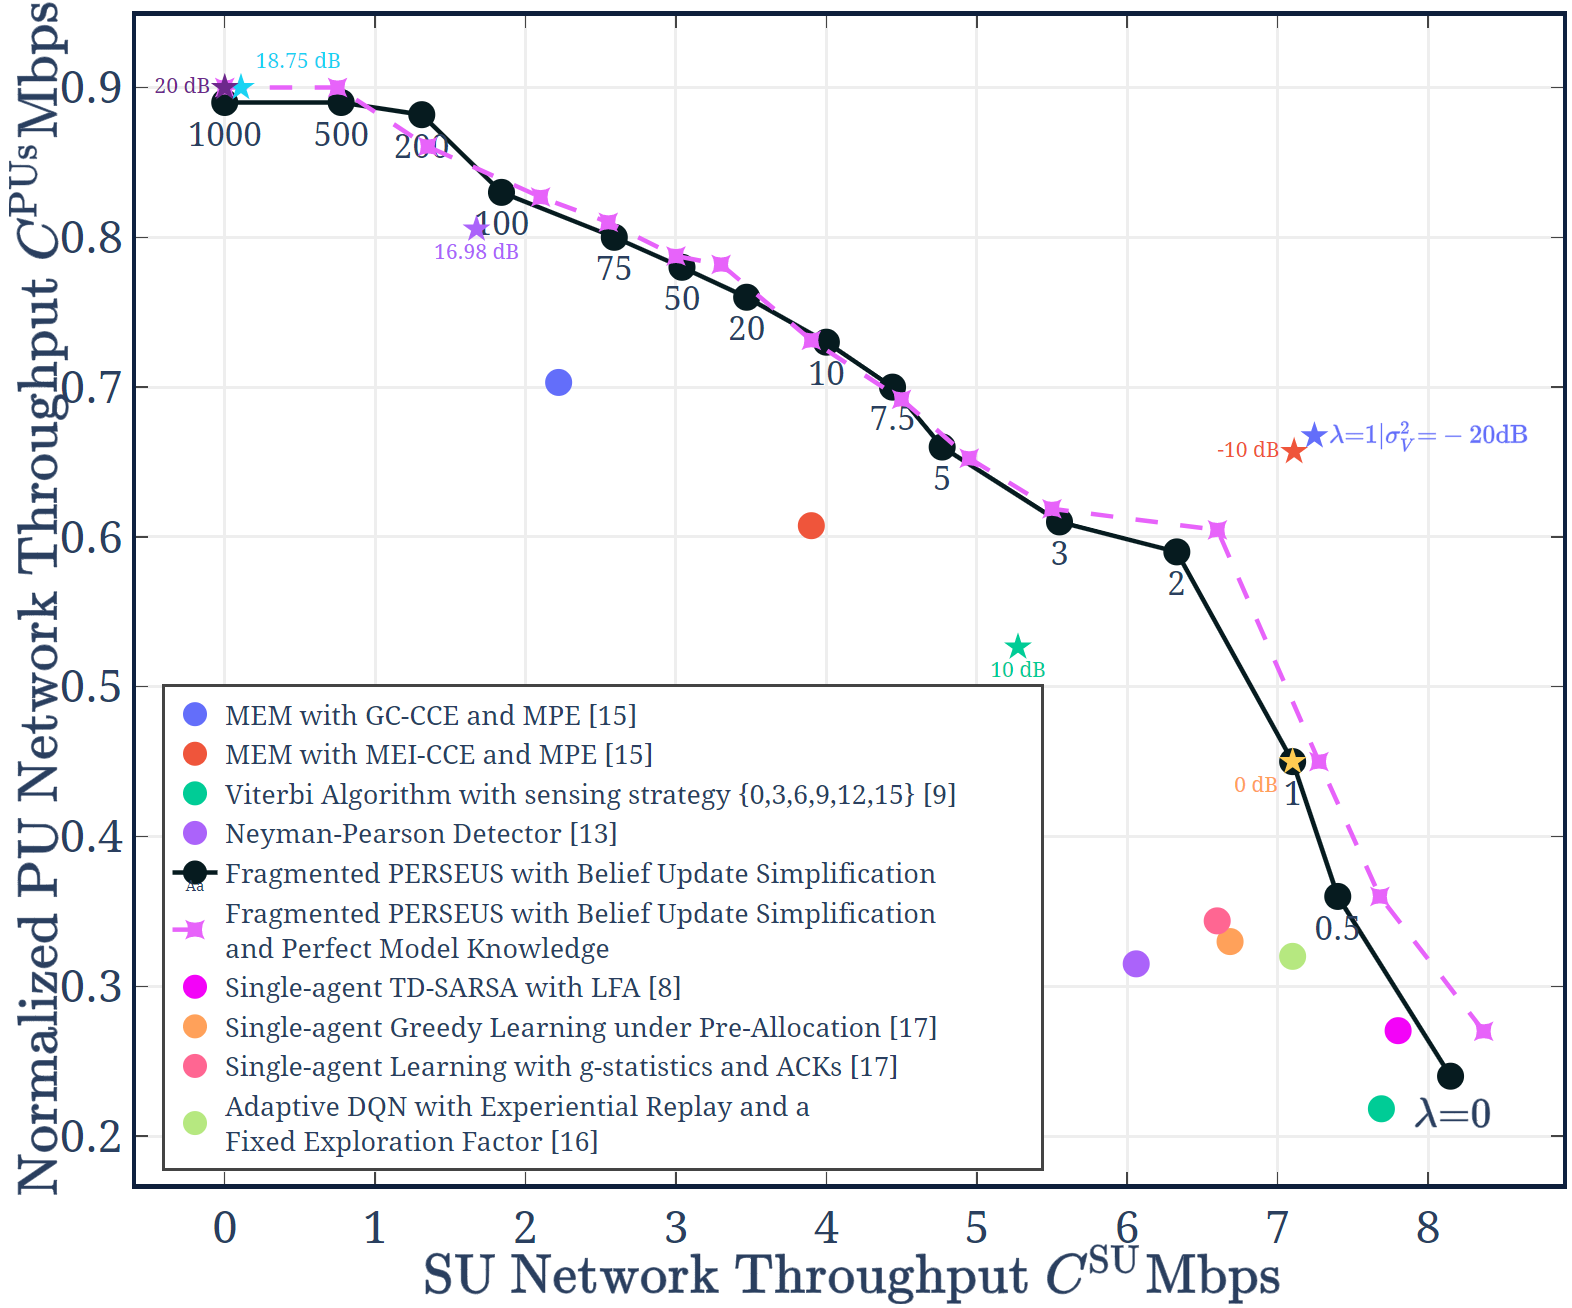 Normalized PU Network Throughput C^PUs Mbps
0.9
0.8
0.7
0.6
0.5
0.4
0.3
0.2
20 dB
18.75 dB
1000
500
200
100
16.98 dB
75
50
20
10
7.5
5
3
2
-10 dB
λ=1|σ_V^2=−20dB
10 dB
0 dB
1
0.5
λ=0
MEM with GC-CCE and MPE [15]
MEM with MEI-CCE and MPE [15]
Viterbi Algorithm with sensing strategy {0,3,6,9,12,15} [9]
Neyman-Pearson Detector [13]
Aa
Fragmented PERSEUS with Belief Update Simplification
Fragmented PERSEUS with Belief Update Simplification
and Perfect Model Knowledge
Single-agent TD-SARSA with LFA [8]
Single-agent Greedy Learning under Pre-Allocation [17]
Single-agent Learning with g-statistics and ACKs [17]
Adaptive DQN with Experiential Replay and a
Fixed Exploration Factor [16]
0 1 2 3 4 5 6 7 8
SU Network Throughput C^SU Mbps